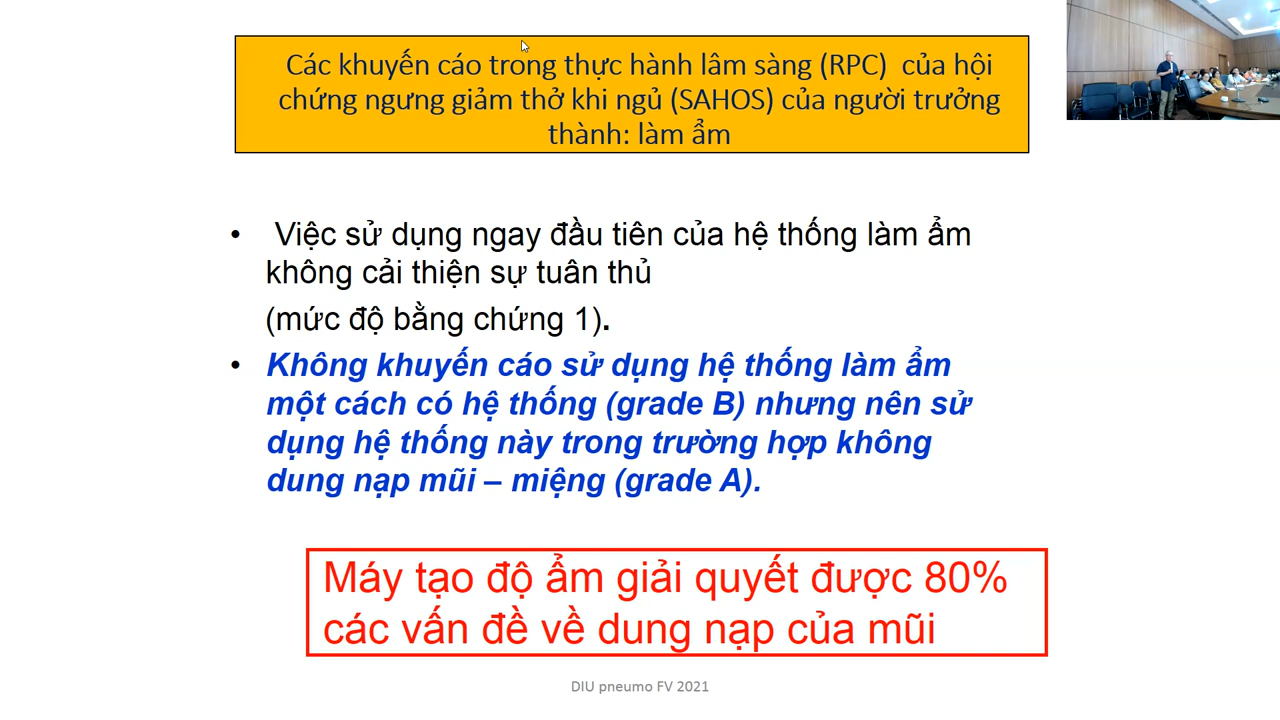 Các khuyến cáo trong thực hành lâm sàng (RPC) của hội
chứng ngưng giảm thở khi ngủ (SAHOS) của người trưởng
thành: làm ẩm
• Việc sử dụng ngay đầu tiên của hệ thống làm ẩm
không cải thiện sự tuân thủ
(mức độ bằng chứng 1).
• Không khuyến cáo sử dụng hệ thống làm ẩm
một cách có hệ thống (grade B) nhưng nên sử
dụng hệ thống này trong trường hợp không
dung nạp mũi – miệng (grade A).
Máy tạo độ ẩm giải quyết được 80%
các vấn đề về dung nạp của mũi
DIU pneumo FV 2021